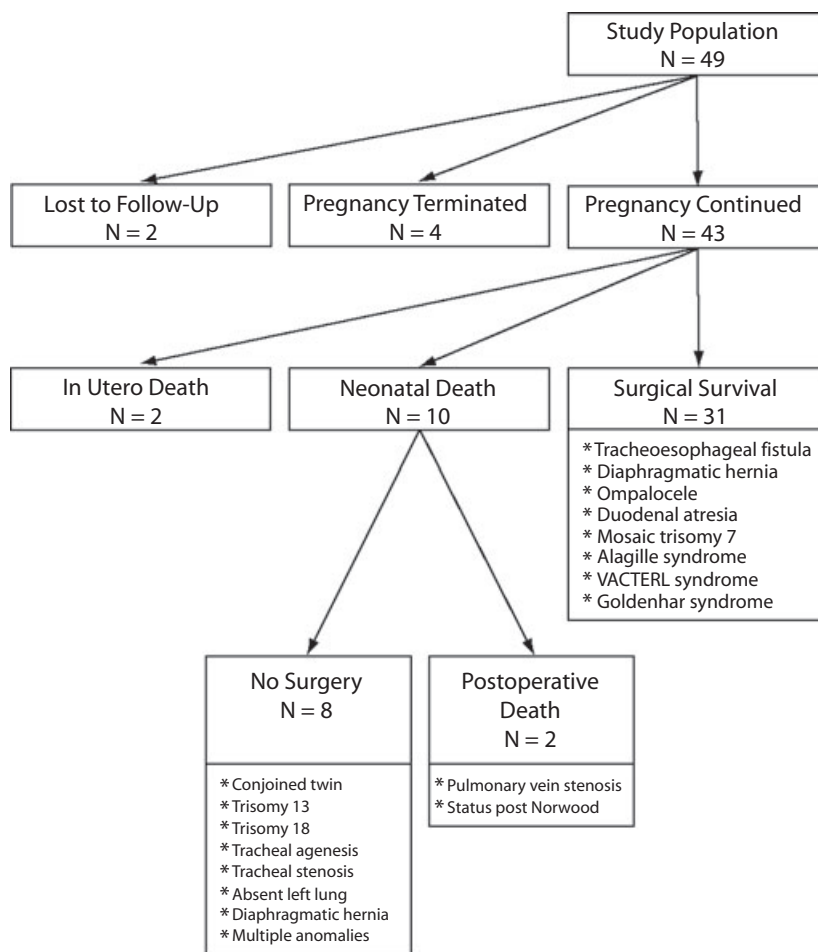 Study Population
N = 49
Lost to Follow-Up
N = 2
Pregnancy Terminated
N = 4
Pregnancy Continued
N = 43
In Utero Death
N = 2
Neonatal Death
N = 10
Surgical Survival
N = 31
* Tracheoesophageal fistula
* Diaphragmatic hernia
* Ompalocele
* Duodenal atresia
* Mosaic trisomy 7
* Alagille syndrome
* VACTERL syndrome
* Goldenhar syndrome
No Surgery
N = 8
* Conjoined twin
* Trisomy 13
* Trisomy 18
* Tracheal agenesis
* Tracheal stenosis
* Absent left lung
* Diaphragmatic hernia
* Multiple anomalies
Postoperative
Death
N = 2
* Pulmonary vein stenosis
* Status post Norwood